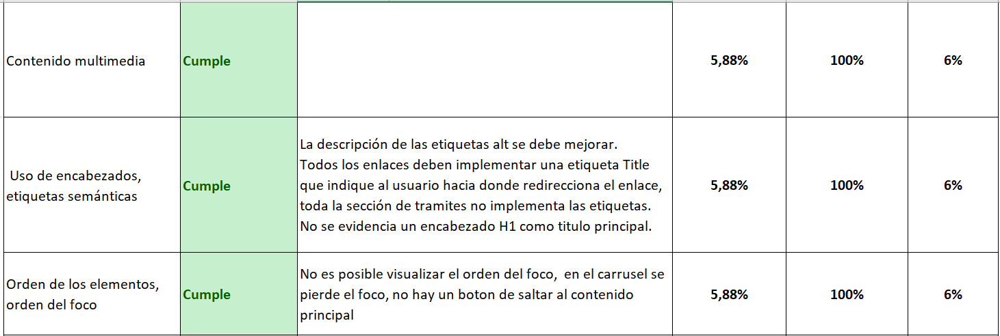 Contenido multimedia
Cumple
5,88%
100%
6%
Uso de encabezados,
etiquetas semánticas
Cumple
La descripción de las etiquetas alt se debe mejorar.
Todos los enlaces deben implementar una etiqueta Title
que indique al usuario hacia donde redirecciona el enlace,
toda la sección de tramites no implementa las etiquetas.
No se evidencia un encabezado H1 como titulo principal.
5,88%
100%
6%
Orden de los elementos,
orden del foco
Cumple
No es posible visualizar el orden del foco,  en el carrusel se
pierde el foco, no hay un boton de saltar al contenido
principal
5,88%
100%
6%